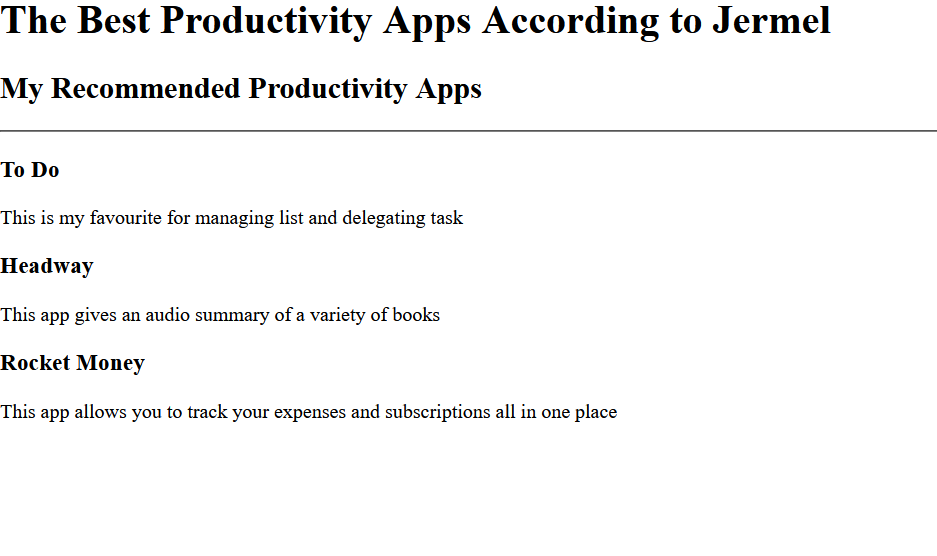 The Best Productivity Apps According to Jermel
My Recommended Productivity Apps
To Do
This is my favourite for managing list and delegating task
Headway
This app gives an audio summary of a variety of books
Rocket Money
This app allows you to track your expenses and subscriptions all in one place